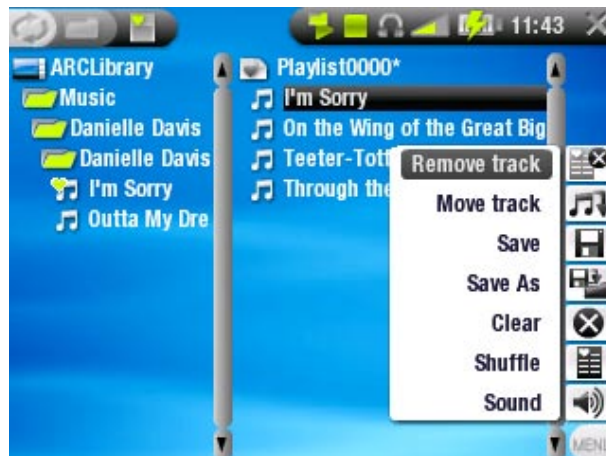 11:43
ARCLibrary
Music
Danielle Davis
Danielle Davis
I'm Sorry
Outta My Dre
Playlist0000*
I'm Sorry
On the Wing of the Great Big
Teeter-Tott
Through the
Remove track
Move track
Save
Save As
Clear
Shuffle
Sound
MENU